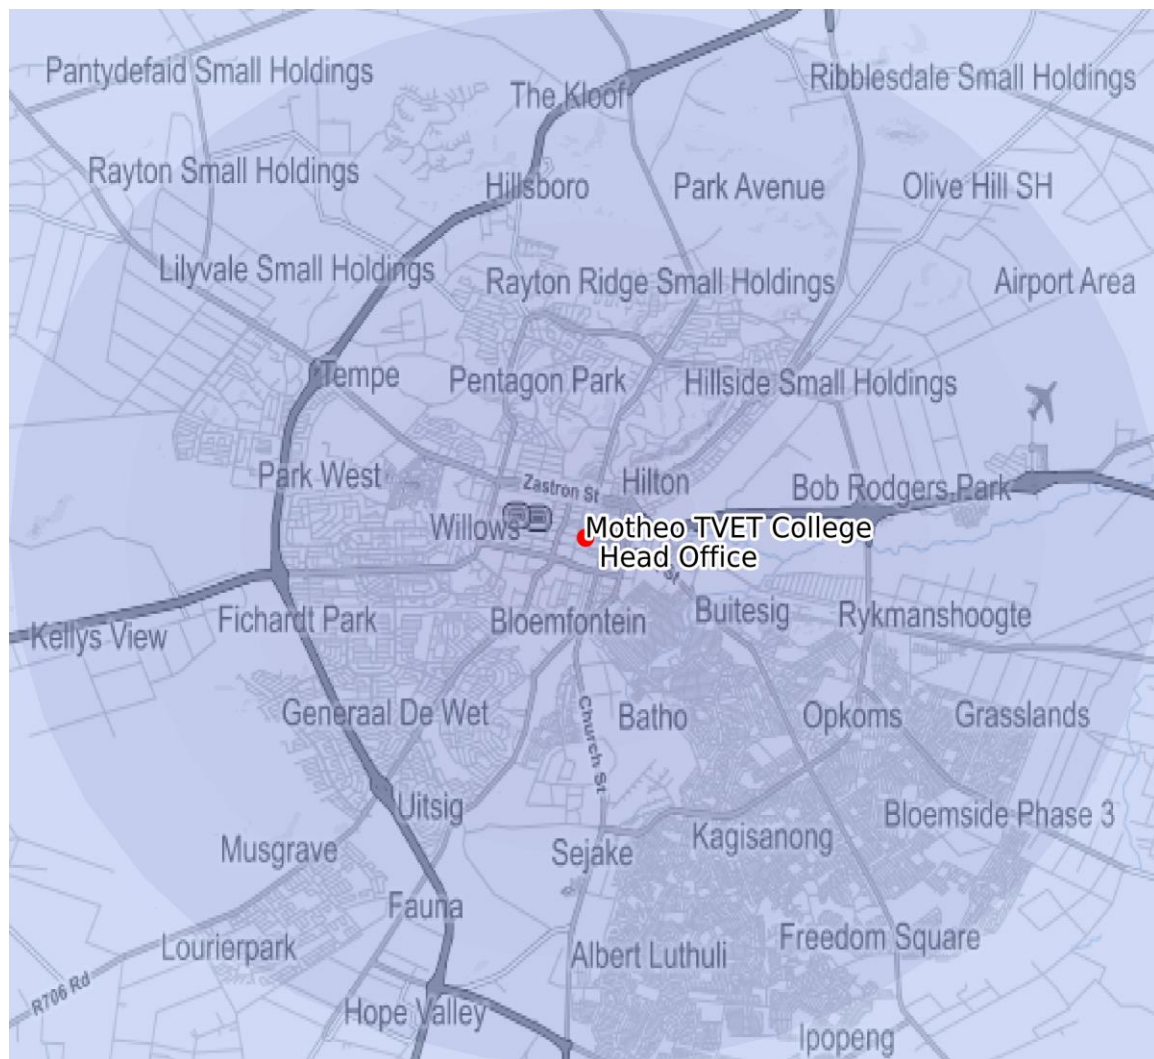 Pantydefaid Small Holdings
Ribblesdale Small Holdings
The Kloof
Rayton Small Holdings
Hillsboro
Park Avenue
Olive Hill SH
Lilyvale Small Holdings
Rayton Ridge Small Holdings
Airport Area
Tempe
Pentagon Park
Hillside Small Holdings
Park West
Zastron St
Hilton
Bob Rodgers Park
Willows
Motheo TVET College
Head Office
St
Kellys View
Fichardt Park
Bloemfontein
Buitesig
Rykmanshoogte
Generaal De Wet
Church St
Batho
Opkoms
Grasslands
Uitsig
Bloemside Phase 3
Musgrave
Sejake
Kagisanong
Fauna
Lourierpark
Albert Luthuli
Freedom Square
R706 Rd
Hope Valley
Ipopeng